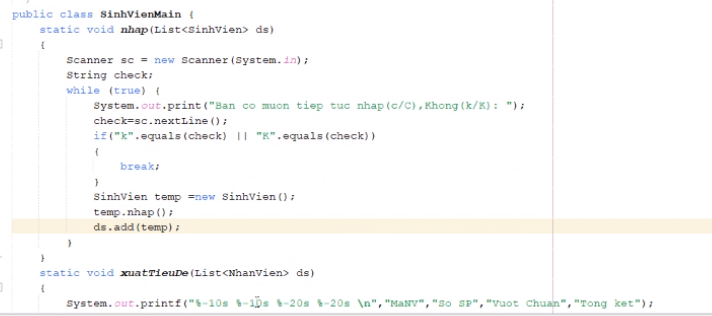 public class SinhVienMain {
static void nhap(List<SinhVien> ds)
{
Scanner sc = new Scanner(System.in);
String check;
while (true) {
System.out.print("Ban co muon tiep tuc nhap(c/C),Khong(k/K): ");
check=sc.nextLine();
if("k".equals(check) || "K".equals(check))
{
break;
}
SinhVien temp =new SinhVien();
temp.nhap();
ds.add(temp);
}
}
static void xuatTieuDe(List<NhanVien> ds)
{
System.out.printf("%-10s %-10s %-20s %-20s \n","MaNV","So SP","Vuot Chuan","Tong ket");